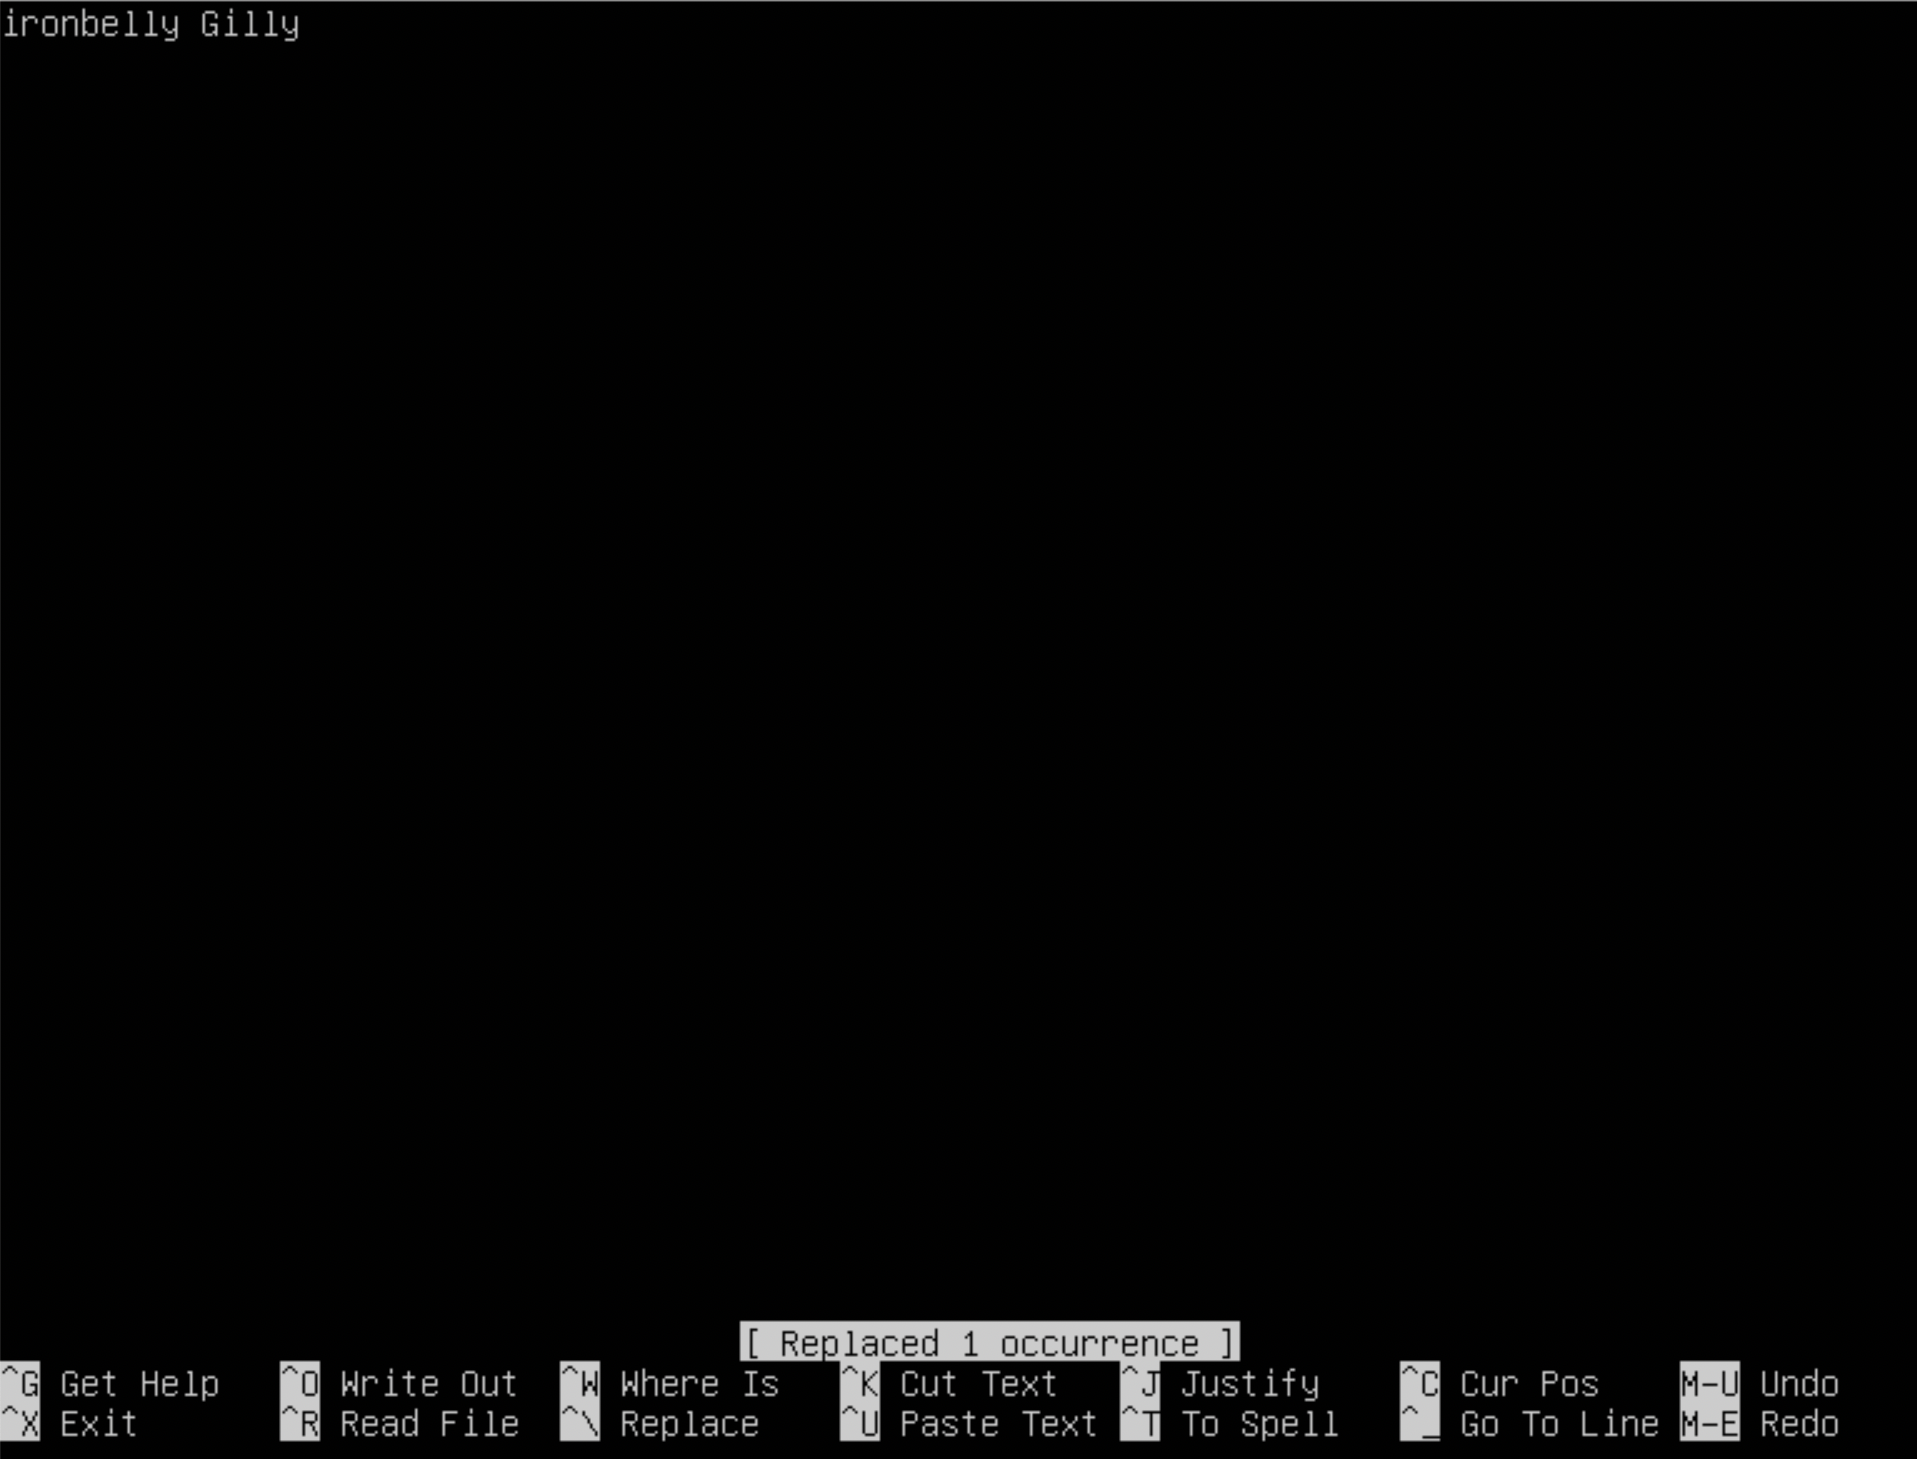 ironbelly Gilly
[ Replaced 1 occurrence ]
^G Get Help ^O Write Out ^W Where Is ^K Cut Text ^J Justify ^C Cur Pos M-U Undo
^X Exit ^R Read File ^\ Replace ^U Paste Text ^T To Spell ^_ Go To Line M-E Redo